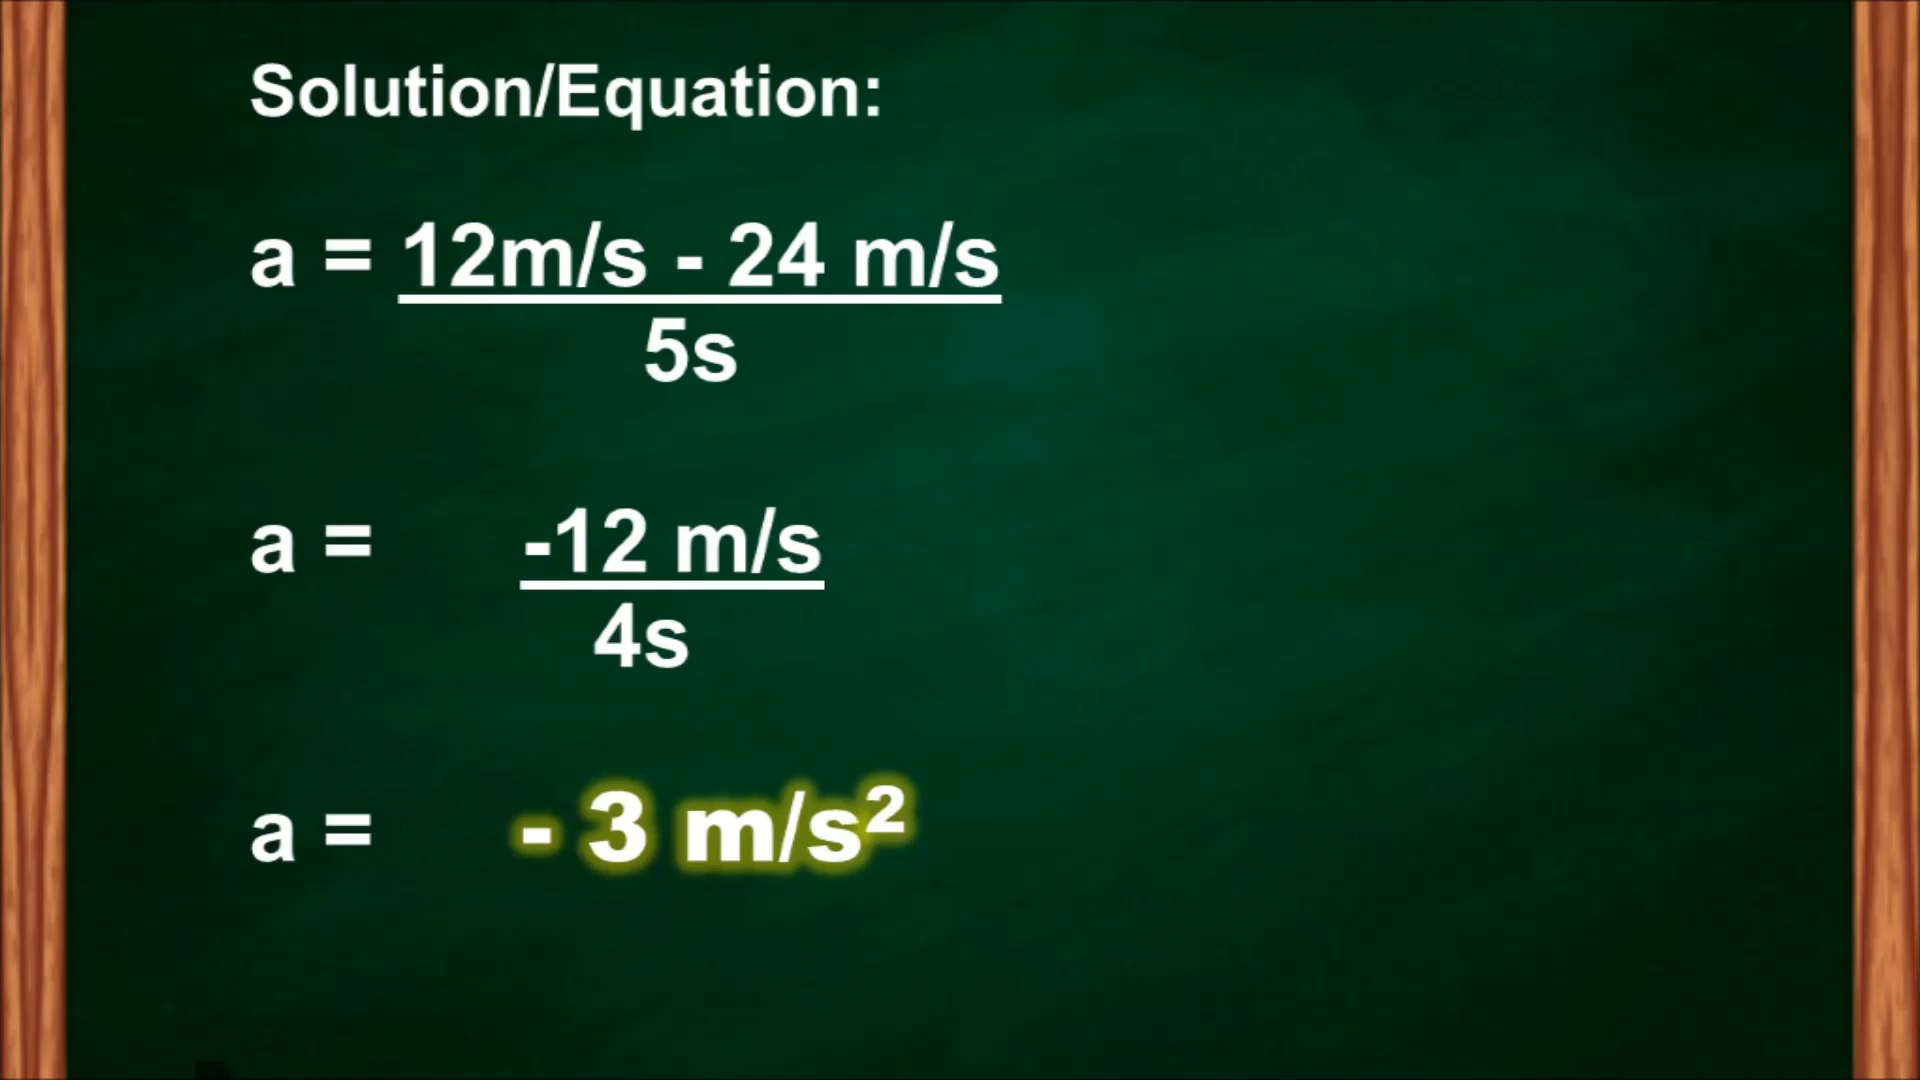 Solution/Equation:
a = 12m/s - 24 m/s
5s
a = -12 m/s
4s
a = - 3 m/s²